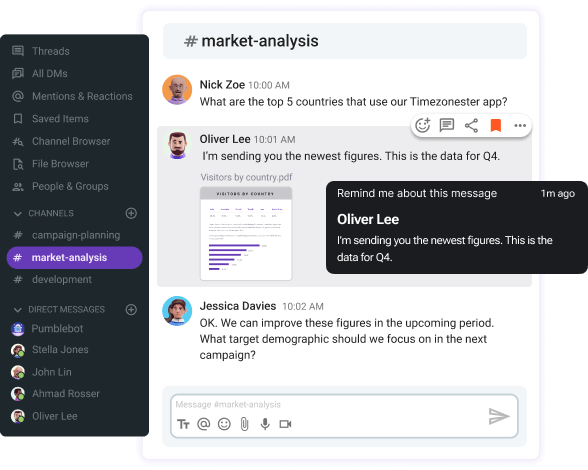 Threads
All DMs
Mentions & Reactions
Saved Items
Channel Browser
File Browser
People & Groups
CHANNELS
# campaign-planning
# market-analysis
# development
DIRECT MESSAGES
Pumblebot
Stella Jones
John Lin
Ahmad Rosser
Oliver Lee
# market-analysis
Nick Zoe 10:00 AM
What are the top 5 countries that use our Timezonester app?
Oliver Lee 10:01 AM
I'm sending you the newest figures. This is the data for Q4.
Visitors by country.pdf
VISITORS BY COUNTRY
Remind me about this message 1m ago
Oliver Lee
I'm sending you the newest figures. This is the
data for Q4.
Jessica Davies 10:02 AM
OK. We can improve these figures in the upcoming period.
What target demographic should we focus on in the next
campaign?
Message #market-analysis
Tт